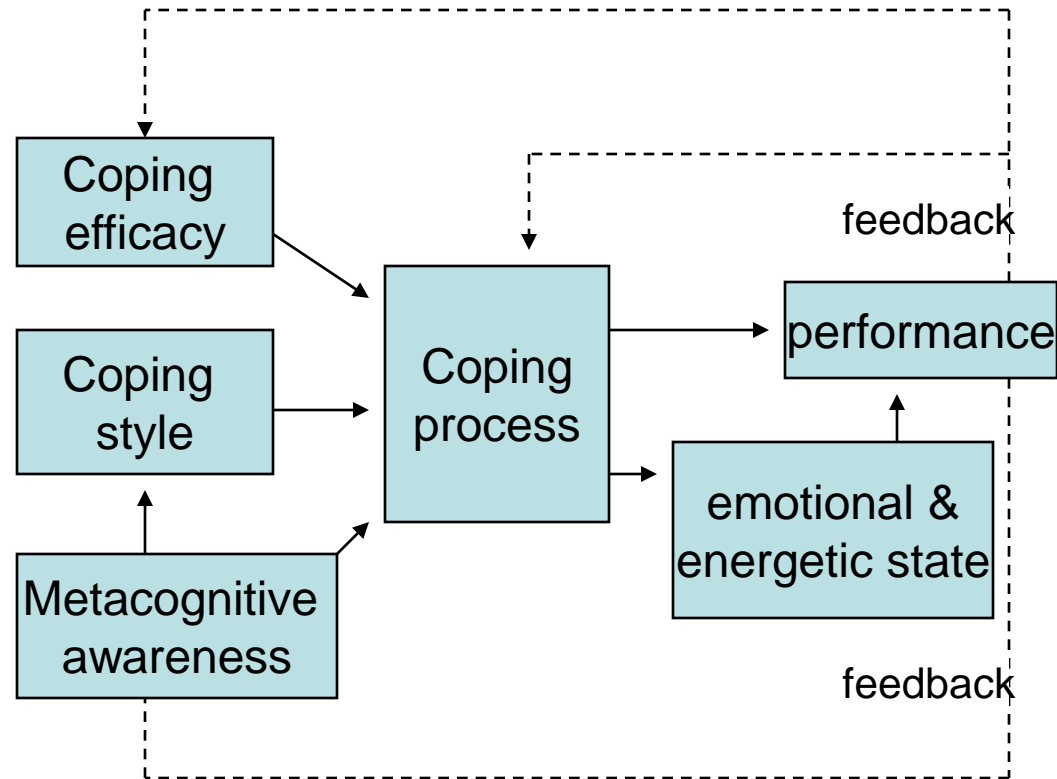 Coping
efficacy
feedback
performance
Coping
style
Coping
process
emotional &
energetic state
Metacognitive
awareness
feedback